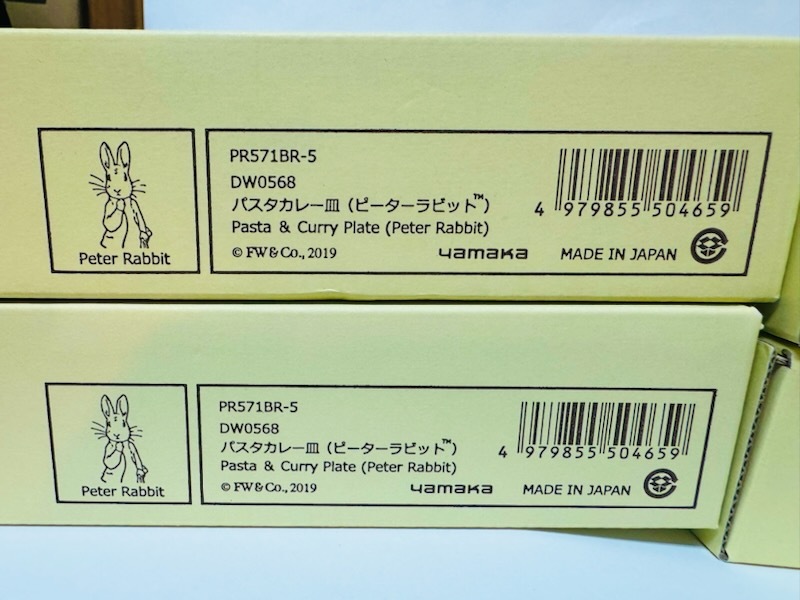 Peter Rabbit
PR571BR-5
DW0568
パスタカレー皿（ピーターラビット™）
Pasta & Curry Plate (Peter Rabbit)
© FW& Co., 2019
yamaka
MADE IN JAPAN
4 979855 504659
Peter Rabbit
PR571BR-5
DW0568
パスタカレー皿（ピーターラビット™）
Pasta & Curry Plate (Peter Rabbit)
© FW& Co., 2019
yamaka
MADE IN JAPAN
4 979855 504659